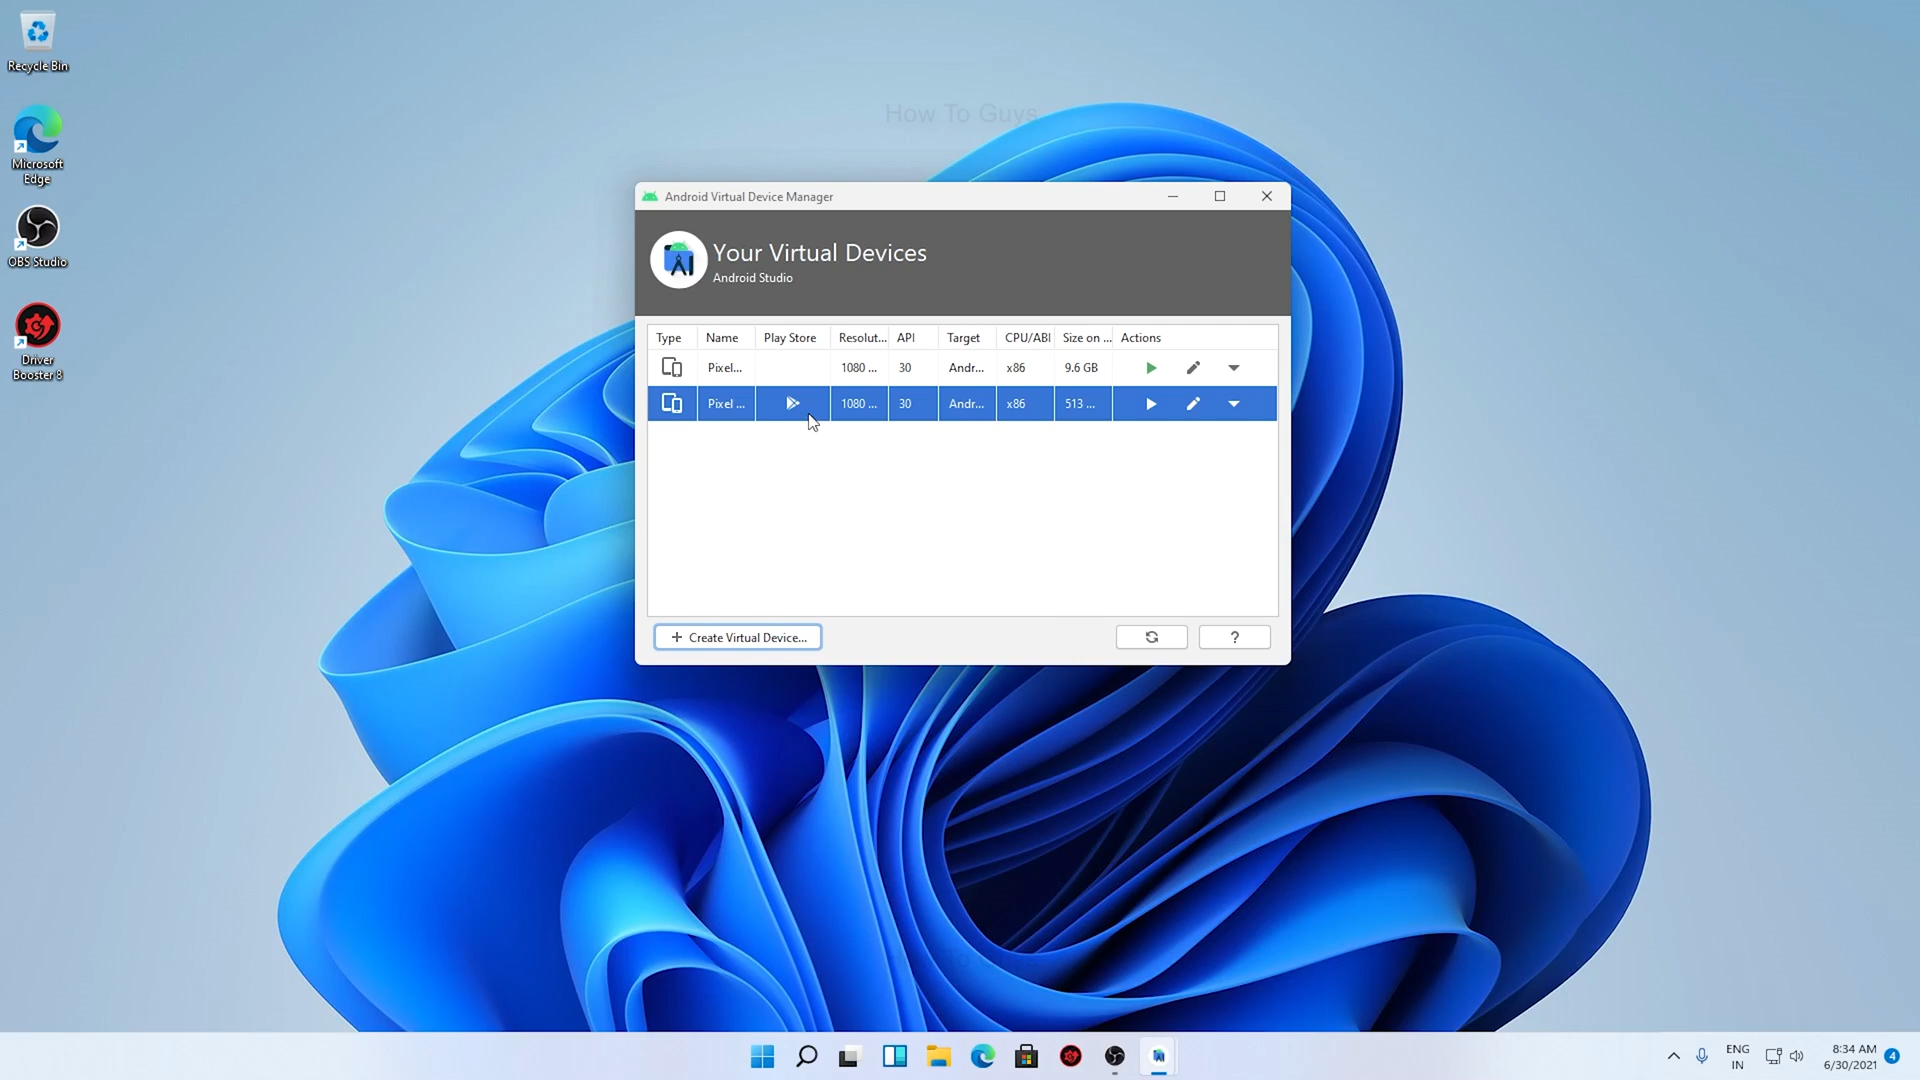 Recycle Bin
Microsoft
Edge
OBS Studio
Driver
Booster 8
How To Guys
Android Virtual Device Manager
Your Virtual Devices
Android Studio
Type Name Play Store Resolut... API Target CPU/ABI Size on ... Actions
Pixel... 1080 ... 30 Andr... x86 9.6 GB
Pixel ... 1080 ... 30 Andr... x86 513 ...
+ Create Virtual Device...
?
ENG
IN
8:34 AM
6/30/2021
4